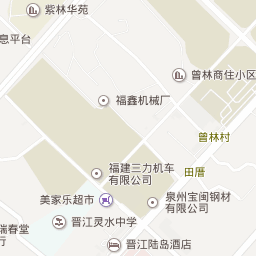 紫林华苑
息平台
曾林商住小区
福鑫机械厂
曾林村
福建三力机车
有限公司
田厝
美家乐超市
泉州宝闽钢材
有限公司
瑞春堂
行
晋江灵水中学
晋江陆岛酒店